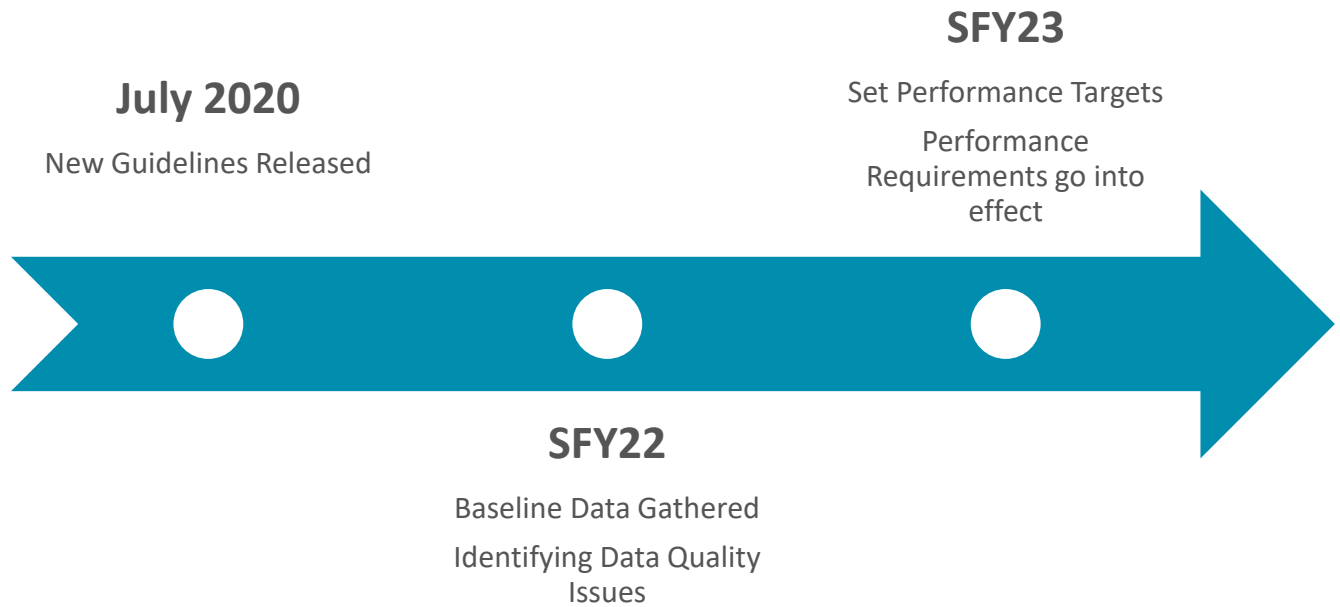 July 2020
New Guidelines Released
SFY22
Baseline Data Gathered
Identifying Data Quality
Issues
SFY23
Set Performance Targets
Performance
Requirements go into
effect